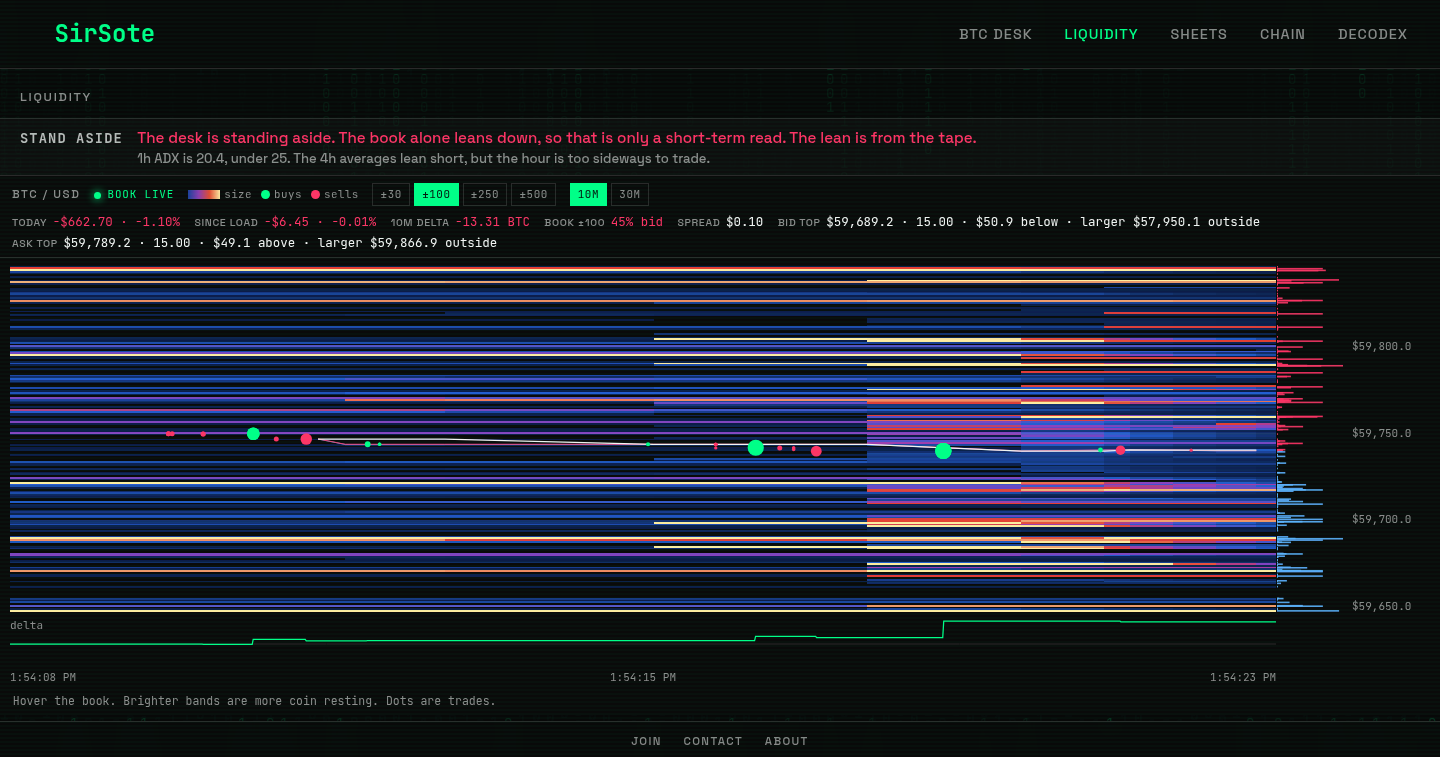 SirSote
BTC DESK LIQUIDITY SHEETS CHAIN DECODEX
LIQUIDITY
STAND ASIDE The desk is standing aside. The book alone leans down, so that is only a short-term read. The lean is from the tape.
1h ADX is 20.4, under 25. The 4h averages lean short, but the hour is too sideways to trade.
BTC / USD BOOK LIVE size buys sells ±30 ±100 ±250 ±500 10M 30M
TODAY -$662.70 · -1.10% SINCE LOAD -$6.45 · -0.01% 10M DELTA -13.31 BTC BOOK ±100 45% bid SPREAD $0.10 BID TOP $59,689.2 · 15.00 · $50.9 below · larger $57,950.1 outside
ASK TOP $59,789.2 · 15.00 · $49.1 above · larger $59,866.9 outside
$59,800.0
$59,750.0
$59,700.0
$59,650.0
delta
1:54:08 PM 1:54:15 PM 1:54:23 PM
Hover the book. Brighter bands are more coin resting. Dots are trades.
JOIN CONTACT ABOUT